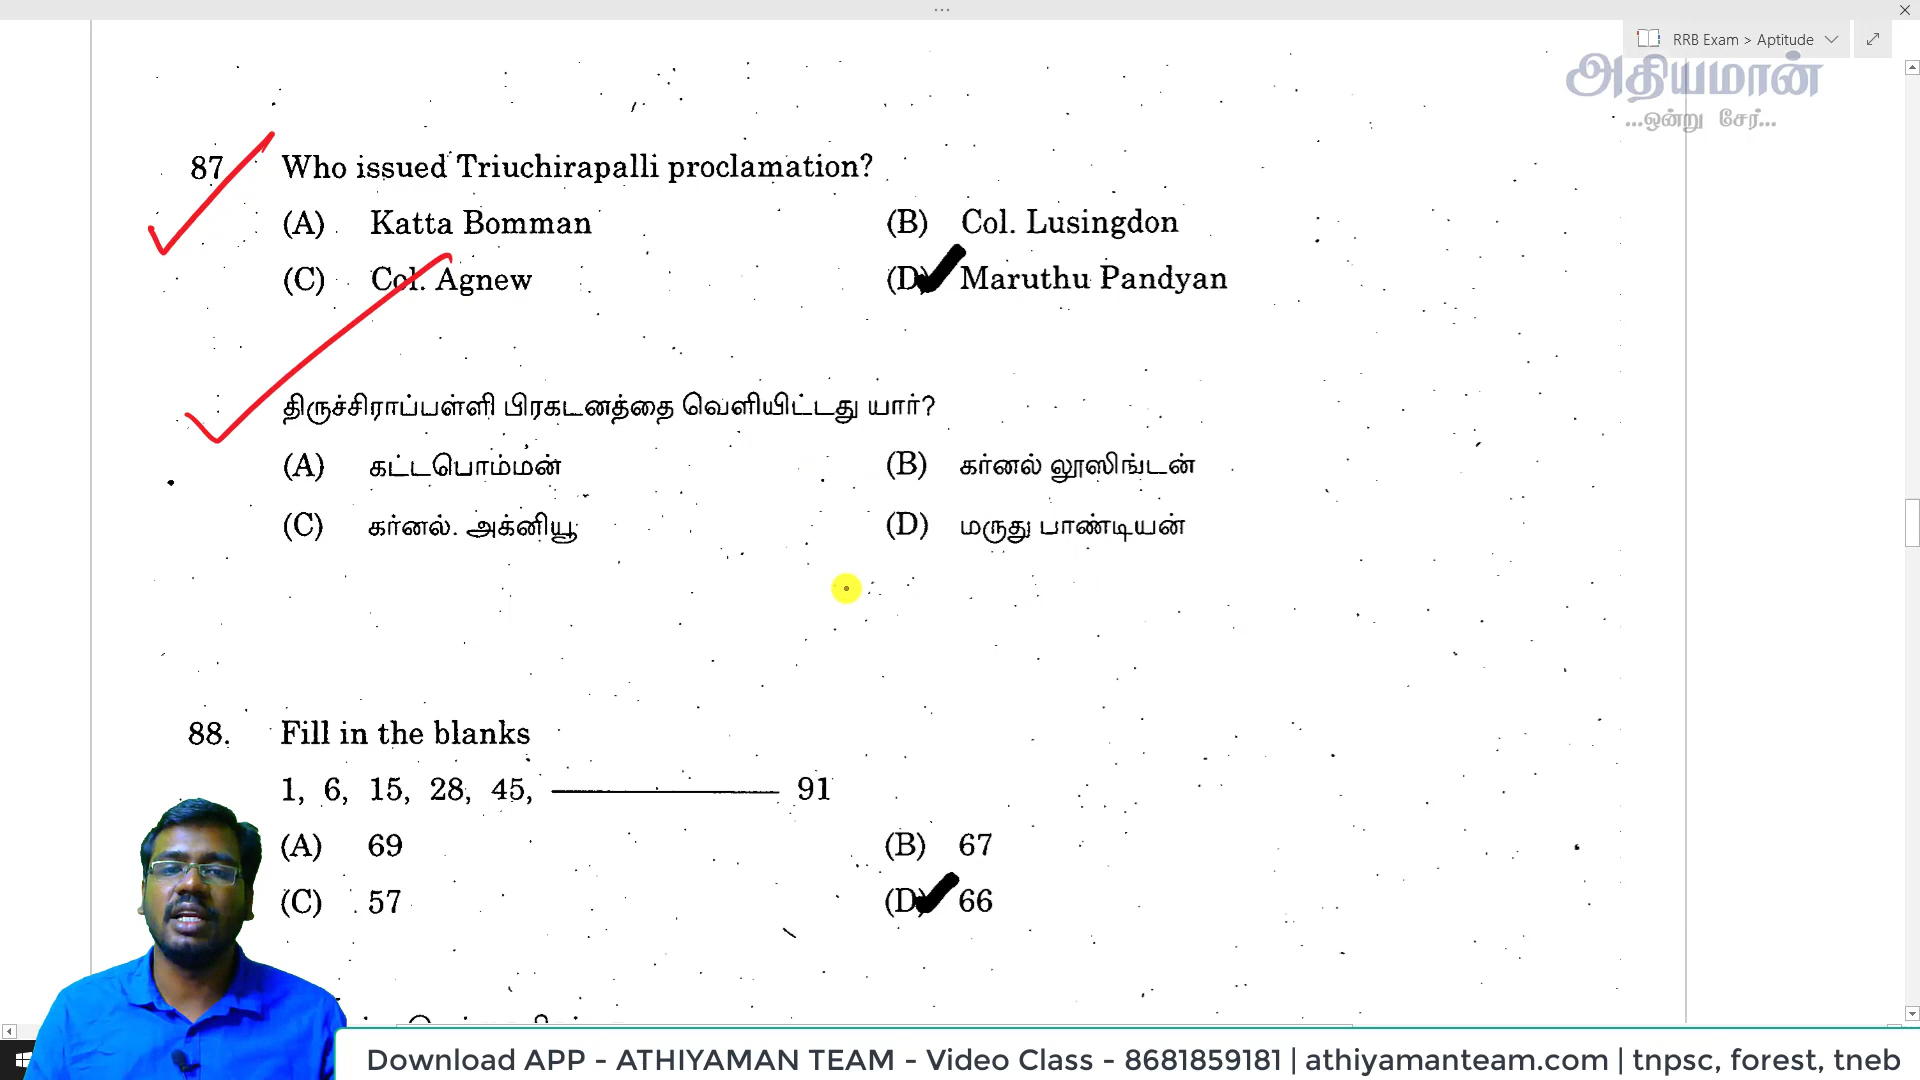 RRB Exam > Aptitude
அதியமான்
...ஒன்று சேர்...
87 Who issued Triuchirapalli proclamation?
(A) Katta Bomman (B) Col. Lusingdon
(C) Col. Agnew (D) Maruthu Pandyan
திருச்சிராப்பள்ளி பிரகடனத்தை வெளியிட்டது யார்?
(A) கட்டபொம்மன் (B) கர்னல் லூஸிங்டன்
(C) கர்னல். அக்னியூ (D) மருது பாண்டியன்
88. Fill in the blanks
1, 6, 15, 28, 45, ———— 91
(A) 69 (B) 67
(C) 57 (D) 66
Download APP - ATHIYAMAN TEAM - Video Class - 8681859181 | athiyamanteam.com | tnpsc, forest, tneb